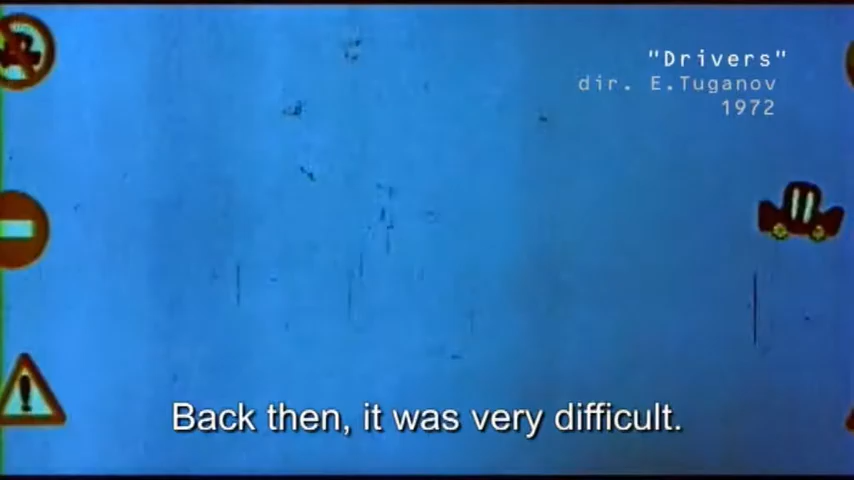 "Drivers"
dir. E.Tuganov
1972
Back then, it was very difficult.